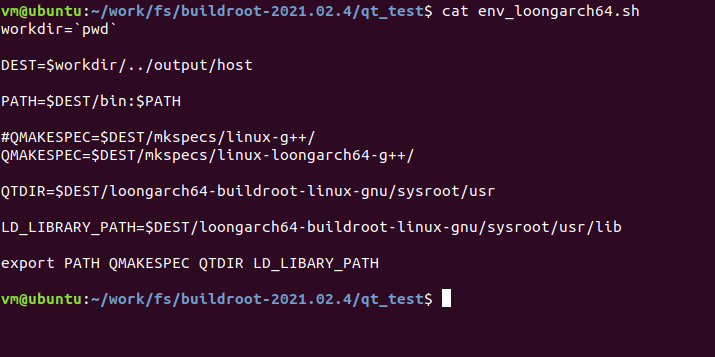 vm@ubuntu:~/work/fs/buildroot-2021.02.4/qt_test$ cat env_loongarch64.sh
workdir=`pwd`
DEST=$workdir/../output/host
PATH=$DEST/bin:$PATH
#QMAKESPEC=$DEST/mkspecs/linux-g++/
QMAKESPEC=$DEST/mkspecs/linux-loongarch64-g++/
QTDIR=$DEST/loongarch64-buildroot-linux-gnu/sysroot/usr
LD_LIBRARY_PATH=$DEST/loongarch64-buildroot-linux-gnu/sysroot/usr/lib
export PATH QMAKESPEC QTDIR LD_LIBARY_PATH
vm@ubuntu:~/work/fs/buildroot-2021.02.4/qt_test$